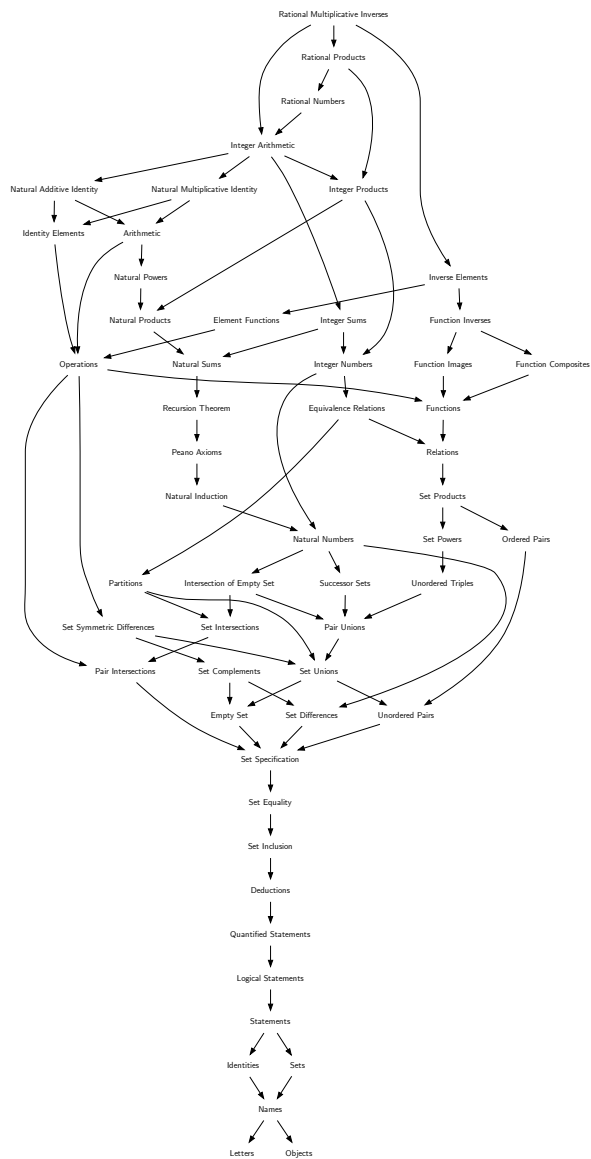 Rational Multiplicative Inverses
Rational Products
Rational Numbers
Integer Arithmetic
Natural Additive Identity
Natural Multiplicative Identity
Integer Products
Identity Elements
Arithmetic
Natural Powers
Inverse Elements
Natural Products
Element Functions
Integer Sums
Function Inverses
Operations
Natural Sums
Integer Numbers
Function Images
Function Composites
Recursion Theorem
Equivalence Relations
Functions
Peano Axioms
Relations
Natural Induction
Set Products
Natural Numbers
Set Powers
Ordered Pairs
Partitions
Intersection of Empty Set
Successor Sets
Unordered Triples
Set Symmetric Differences
Set Intersections
Pair Unions
Pair Intersections
Set Complements
Set Unions
Empty Set
Set Differences
Unordered Pairs
Set Specification
Set Equality
Set Inclusion
Deductions
Quantified Statements
Logical Statements
Statements
Identities
Sets
Names
Letters
Objects